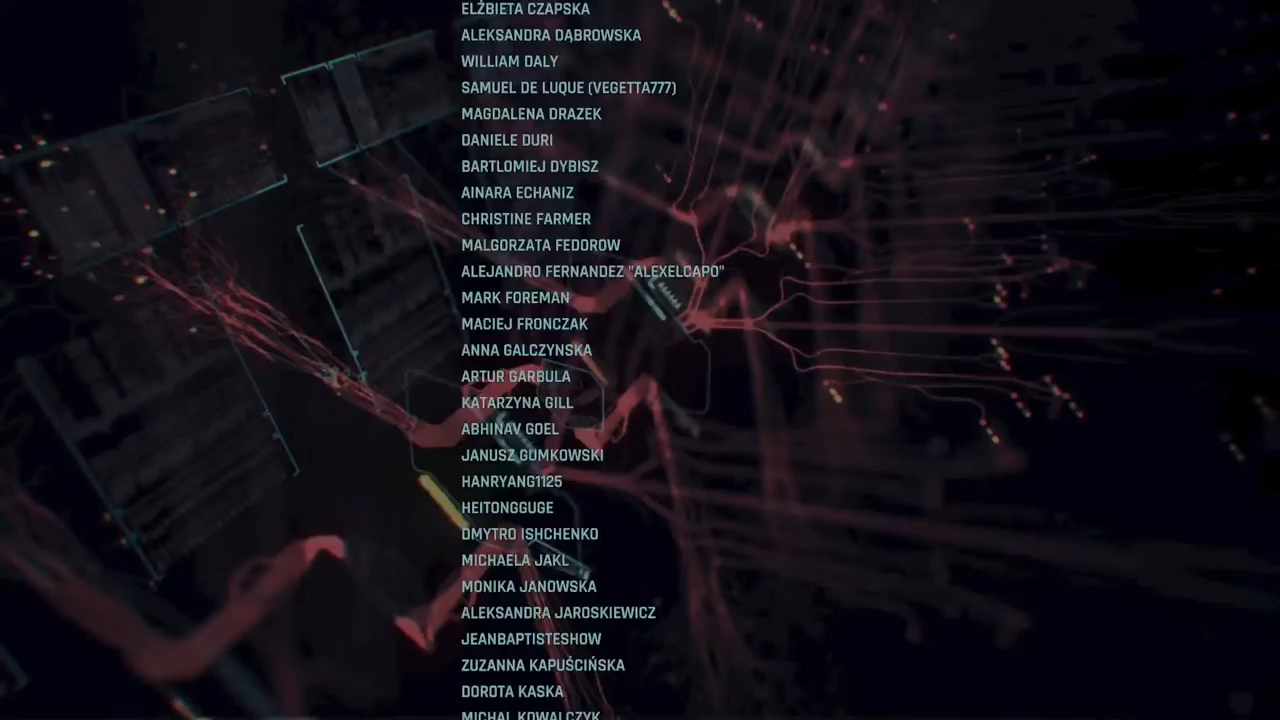 ELŻBIETA CZAPSKA
ALEKSANDRA DĄBROWSKA
WILLIAM DALY
SAMUEL DE LUQUE (VEGETTA777)
MAGDALENA DRAZEK
DANIELE DURI
BARTLOMIEJ DYBISZ
AINARA ECHANIZ
CHRISTINE FARMER
MALGORZATA FEDOROW
ALEJANDRO FERNANDEZ "ALEXELCAPO"
MARK FOREMAN
MACIEJ FRONCZAK
ANNA GALCZYNSKA
ARTUR GARBULA
KATARZYNA GILL
ABHINAV GOEL
JANUSZ GUMKOWSKI
HANRYANG1125
HEITONGGUGE
DMYTRO ISHCHENKO
MICHAELA JAKL
MONIKA JANOWSKA
ALEKSANDRA JAROSKIEWICZ
JEANBAPTISTESHOW
ZUZANNA KAPUŚCIŃSKA
DOROTA KASKA
MICHAL KOWALCZYK